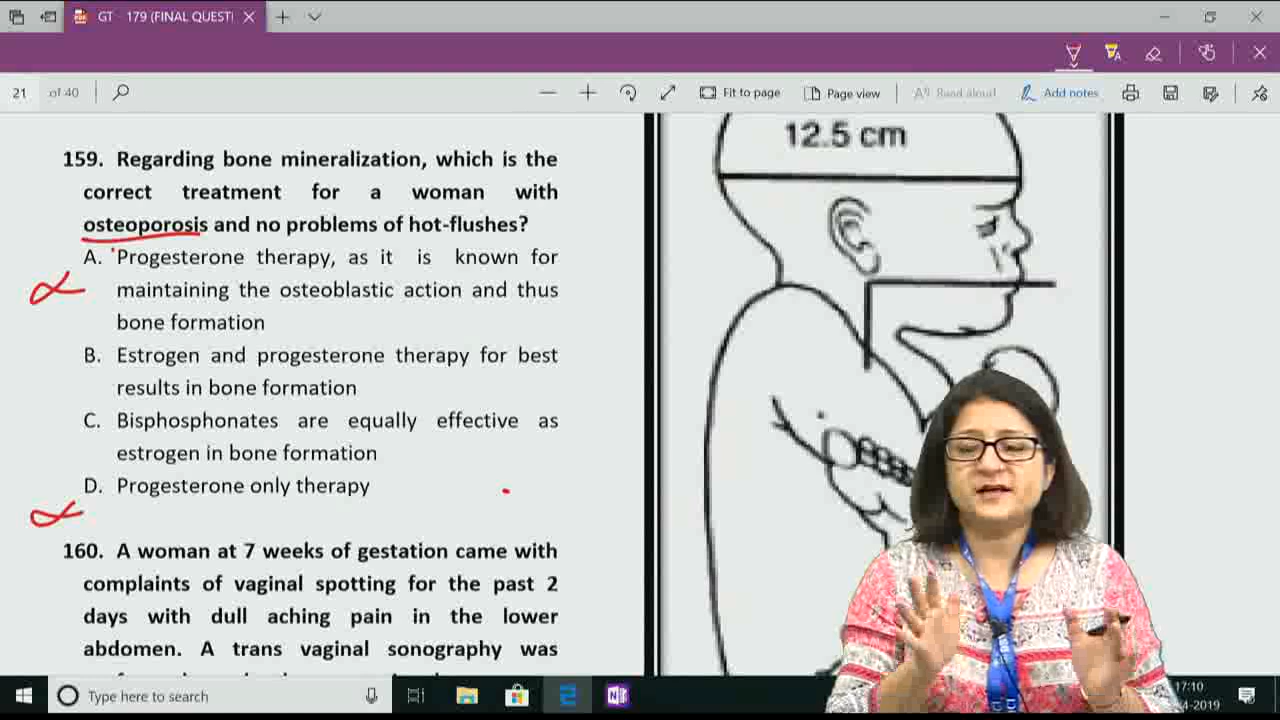 GT - 179 (FINAL QUEST
21 of 40
Fit to page
Page view
Read aloud
Add notes
159. Regarding bone mineralization, which is the
correct treatment for a woman with
osteoporosis and no problems of hot-flushes?
A. Progesterone therapy, as it is known for
maintaining the osteoblastic action and thus
bone formation
B. Estrogen and progesterone therapy for best
results in bone formation
C. Bisphosphonates are equally effective as
estrogen in bone formation
D. Progesterone only therapy
160. A woman at 7 weeks of gestation came with
complaints of vaginal spotting for the past 2
days with dull aching pain in the lower
abdomen. A trans vaginal sonography was
12.5 cm
Type here to search
17:10
-2019